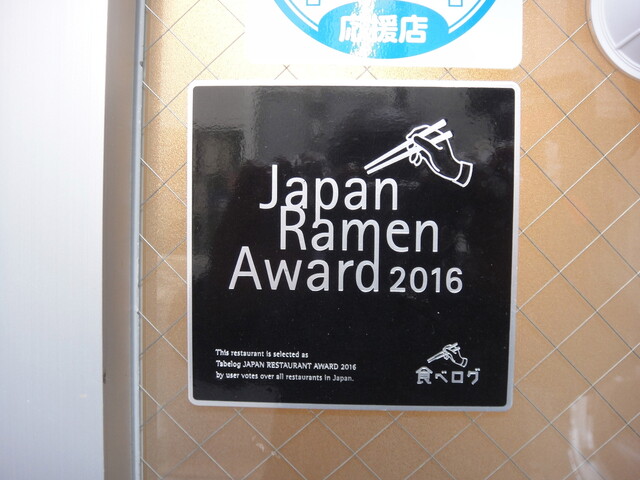 応援店
Japan
Ramen
Award 2016
This restaurant is selected as
Tabelog JAPAN RESTAURANT AWARD 2016
by user votes over all restaurants in Japan.
食べログ